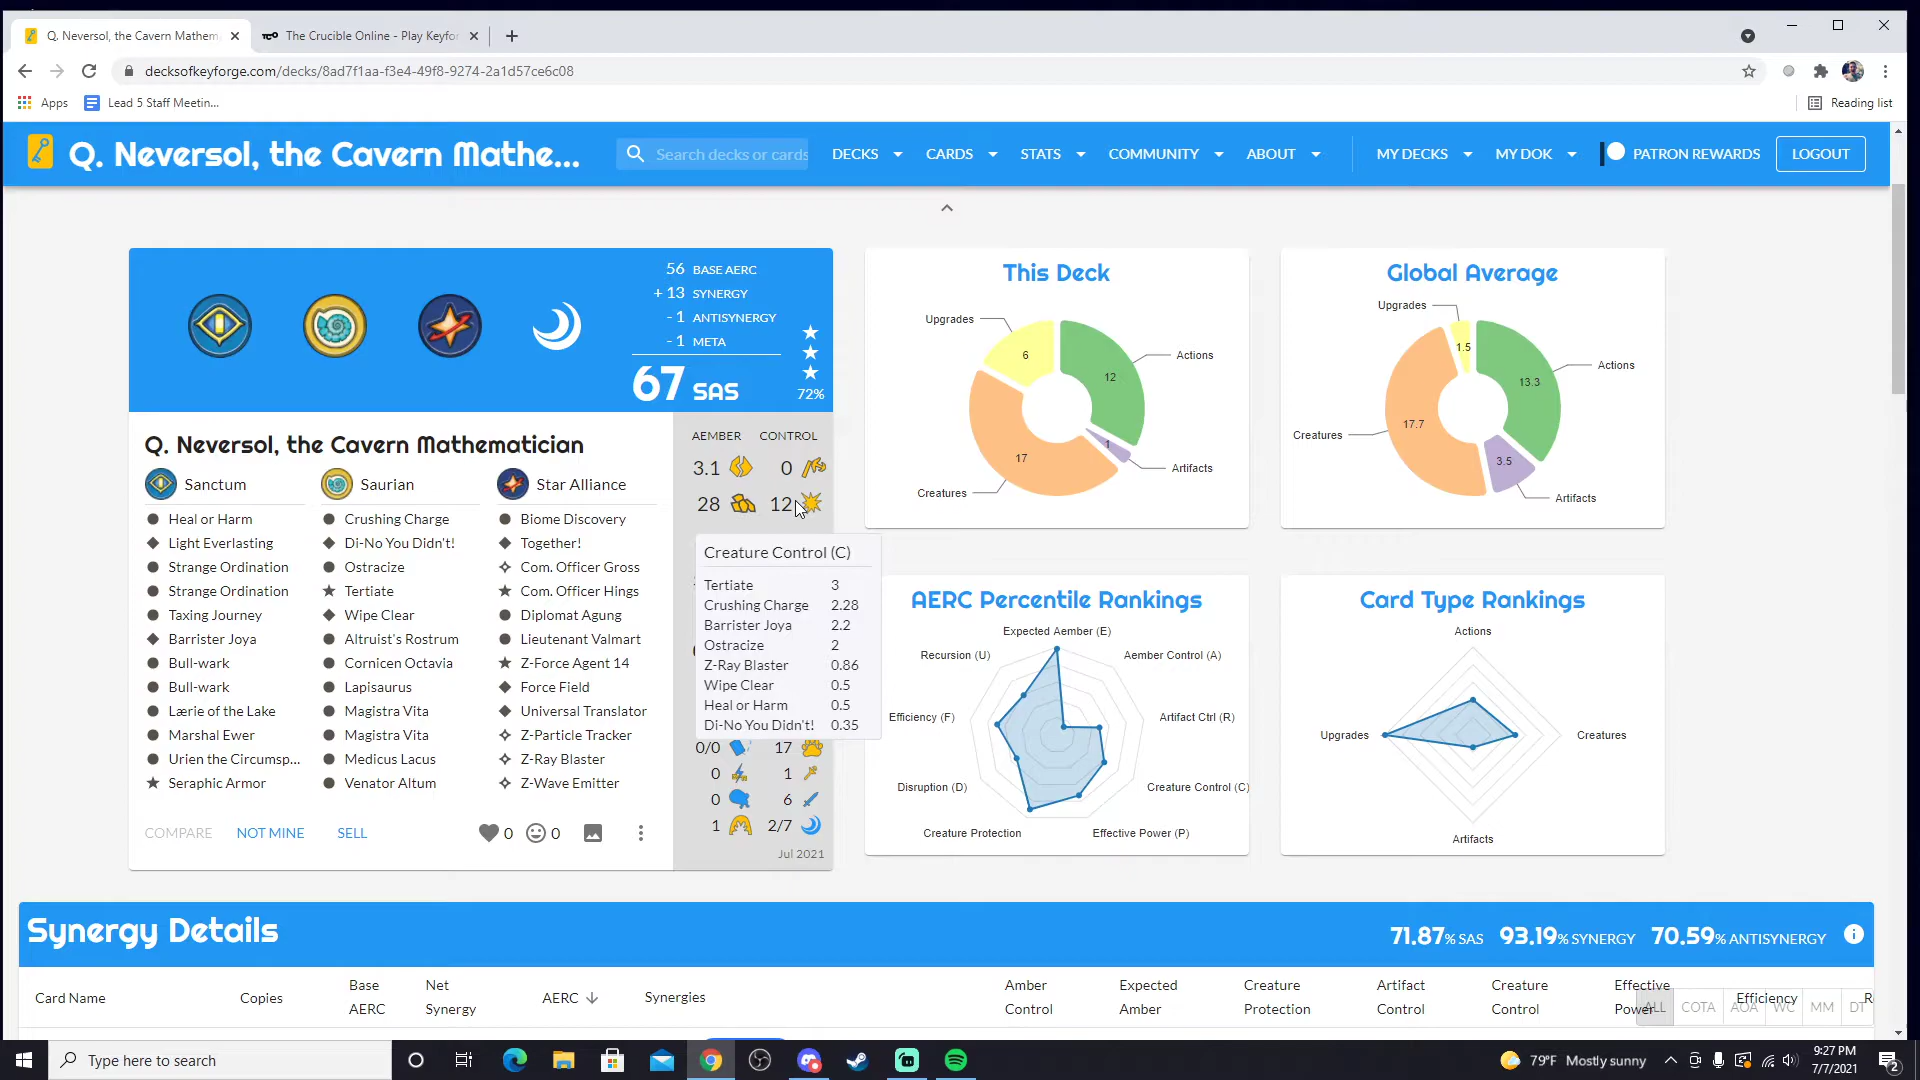 Q. Neversol, the Cavern Mathem
The Crucible Online - Play Keyfo
decksofkeyforge.com/decks/8ad7f1aa-f3e4-49f8-9274-2a1d57ce6c08
Apps
Lead 5 Staff Meetin...
Reading list
Q. Neversol, the Cavern Mathe...
Search decks or cards
DECKS
CARDS
STATS
COMMUNITY
ABOUT
MY DECKS
MY DOK
PATRON REWARDS
LOGOUT
56 BASE AERC
+ 13 SYNERGY
- 1 ANTISYNERGY
- 1 META
67 SAS
72%
Q. Neversol, the Cavern Mathematician
Sanctum
Heal or Harm
Light Everlasting
Strange Ordination
Strange Ordination
Taxing Journey
Barrister Joya
Bull-wark
Bull-wark
Lærie of the Lake
Marshal Ewer
Urien the Circumsp...
Seraphic Armor
Saurian
Crushing Charge
Di-No You Didn't!
Ostracize
Tertiate
Wipe Clear
Altruist's Rostrum
Cornicen Octavia
Lapisaurus
Magistra Vita
Magistra Vita
Medicus Lacus
Venator Altum
Star Alliance
Biome Discovery
Together!
Com. Officer Gross
Com. Officer Hings
Diplomat Agung
Lieutenant Valmart
Z-Force Agent 14
Force Field
Universal Translator
Z-Particle Tracker
Z-Ray Blaster
Z-Wave Emitter
COMPARE
NOT MINE
SELL
0
0
AEMBER CONTROL
3.1 0
28 12
Creature Control (C)
Tertiate 3
Crushing Charge 2.28
Barrister Joya 2.2
Ostracize 2
Z-Ray Blaster 0.86
Wipe Clear 0.5
Heal or Harm 0.5
Di-No You Didn't! 0.35
0/0 17
0 1
0 6
1 2/7
Jul 2021
This Deck
Upgrades
6
Actions
12
1
Artifacts
17
Creatures
Global Average
Upgrades
1.5
Actions
13.3
17.7
Creatures
3.5
Artifacts
AERC Percentile Rankings
Expected Aember (E)
Recursion (U)
Aember Control (A)
Efficiency (F)
Artifact Ctrl (R)
Disruption (D)
Creature Control (C)
Creature Protection
Effective Power (P)
Card Type Rankings
Actions
Upgrades
Creatures
Artifacts
Synergy Details
71.87% SAS 93.19% SYNERGY 70.59% ANTISYNERGY
Card Name
Copies
Base AERC
Net Synergy
AERC
Synergies
Amber Control
Expected Amber
Creature Protection
Artifact Control
Creature Control
Effective Power
Efficiency
ALL
COTA
AOA
WC
MM
DT
Type here to search
79°F Mostly sunny
9:27 PM
7/7/2021
2